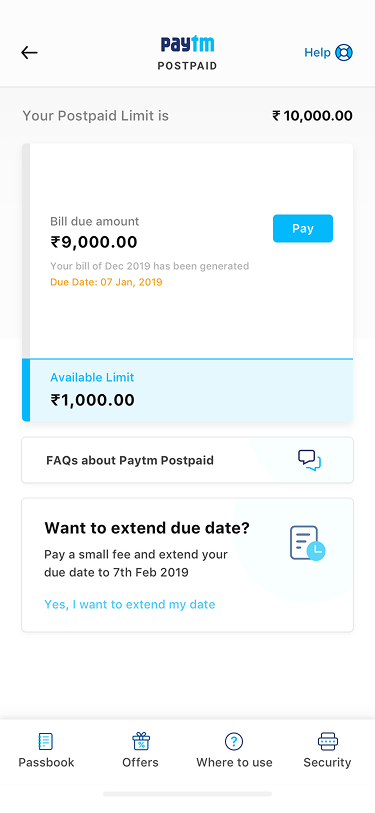 paytm
POSTPAID
Help
Your Postpaid Limit is
₹ 10,000.00
Bill due amount
₹9,000.00
Pay
Your bill of Dec 2019 has been generated
Due Date: 07 Jan, 2019
Available Limit
₹1,000.00
FAQs about Paytm Postpaid
Want to extend due date?
Pay a small fee and extend your
due date to 7th Feb 2019
Yes, I want to extend my date
Passbook
%
Offers
?
Where to use
Security